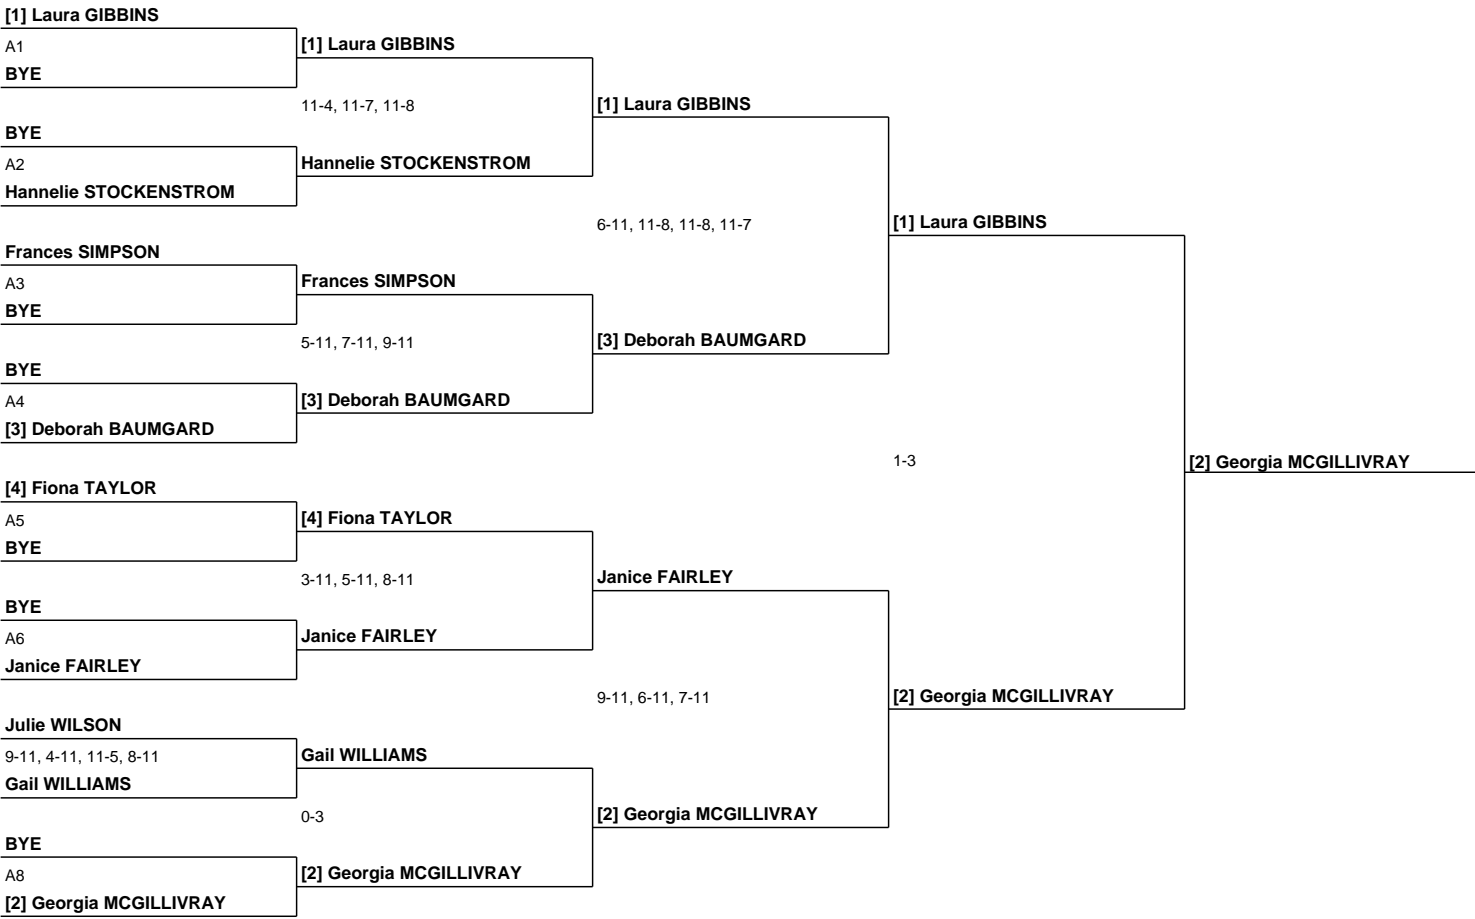 [1] Laura GIBBINS
A1
BYE
BYE
A2
Hannelie STOCKENSTROM
Frances SIMPSON
A3
BYE
BYE
A4
[3] Deborah BAUMGARD
[4] Fiona TAYLOR
A5
BYE
BYE
A6
Janice FAIRLEY
Julie WILSON
9-11, 4-11, 11-5, 8-11
Gail WILLIAMS
BYE
A8
[2] Georgia MCGILLIVRAY
[1] Laura GIBBINS
11-4, 11-7, 11-8
Hannelie STOCKENSTROM
Frances SIMPSON
5-11, 7-11, 9-11
[3] Deborah BAUMGARD
[4] Fiona TAYLOR
3-11, 5-11, 8-11
Janice FAIRLEY
Gail WILLIAMS
0-3
[2] Georgia MCGILLIVRAY
[1] Laura GIBBINS
6-11, 11-8, 11-8, 11-7
[3] Deborah BAUMGARD
Janice FAIRLEY
9-11, 6-11, 7-11
[2] Georgia MCGILLIVRAY
[1] Laura GIBBINS
1-3
[2] Georgia MCGILLIVRAY
[2] Georgia MCGILLIVRAY